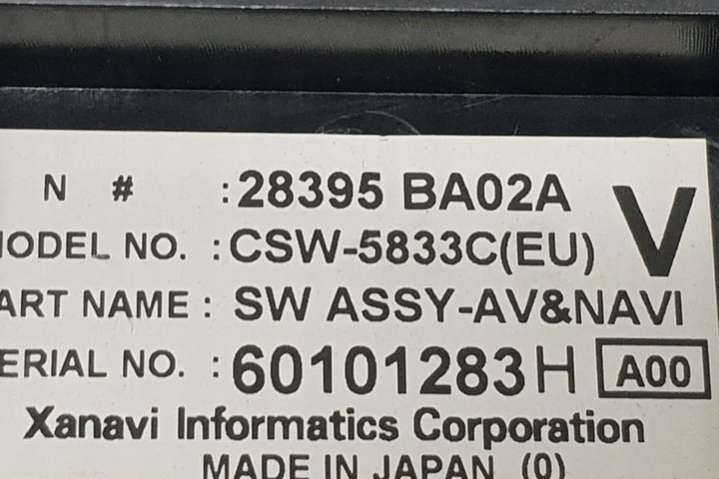 N # :28395 BA02A V
MODEL NO. :CSW-5833C(EU)
ART NAME : SW ASSY-AV&NAVI
ERIAL NO. :60101283H A00
Xanavi Informatics Corporation
MADE IN JAPAN (0)